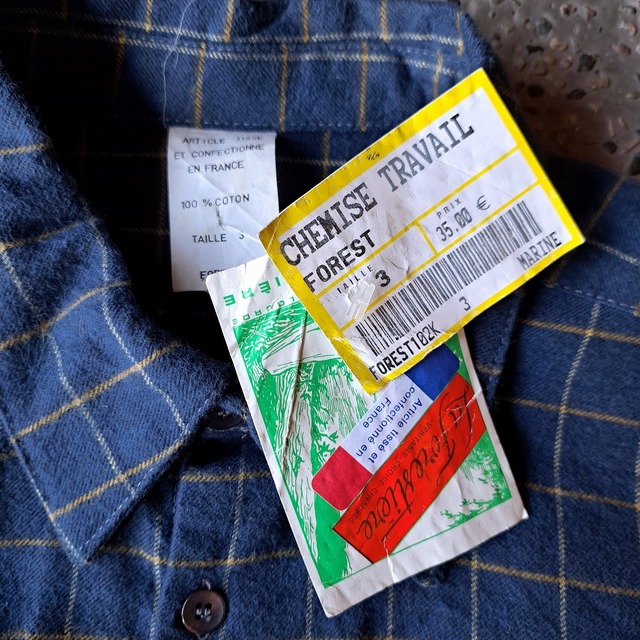 ARTICLE TISSE
ET CONFECTIONNE
EN FRANCE
100 % COTON
TAILLE 3
CHEMISE TRAVAIL
FOREST
PRIX
35.00 €
TAILLE
3
MARINE
3
FOREST182K
Article tissé et
confectionné en
France
La Forestière